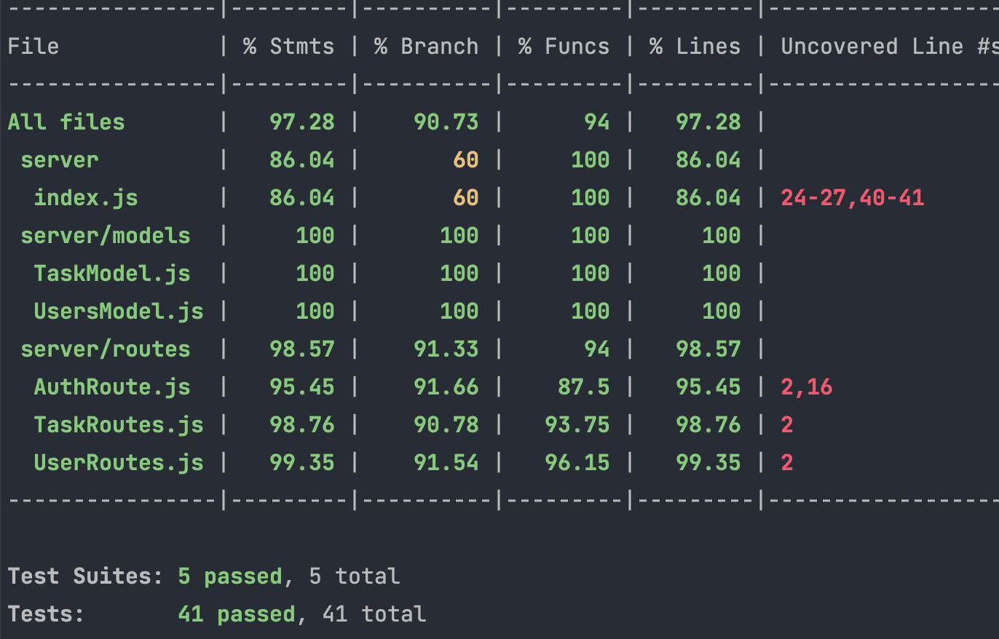 -----------------|---------|----------|---------|---------|------------------
File             | % Stmts | % Branch | % Funcs | % Lines | Uncovered Line #s
-----------------|---------|----------|---------|---------|------------------
All files        |   97.28 |    90.73 |      94 |   97.28 |
 server          |   86.04 |       60 |     100 |   86.04 |
  index.js       |   86.04 |       60 |     100 |   86.04 | 24-27,40-41
 server/models   |     100 |      100 |     100 |     100 |
  TaskModel.js   |     100 |      100 |     100 |     100 |
  UsersModel.js  |     100 |      100 |     100 |     100 |
 server/routes   |   98.57 |    91.33 |      94 |   98.57 |
  AuthRoute.js   |   95.45 |    91.66 |    87.5 |   95.45 | 2,16
  TaskRoutes.js  |   98.76 |    90.78 |   93.75 |   98.76 | 2
  UserRoutes.js  |   99.35 |    91.54 |   96.15 |   99.35 | 2
-----------------|---------|----------|---------|---------|------------------
Test Suites: 5 passed, 5 total
Tests:       41 passed, 41 total